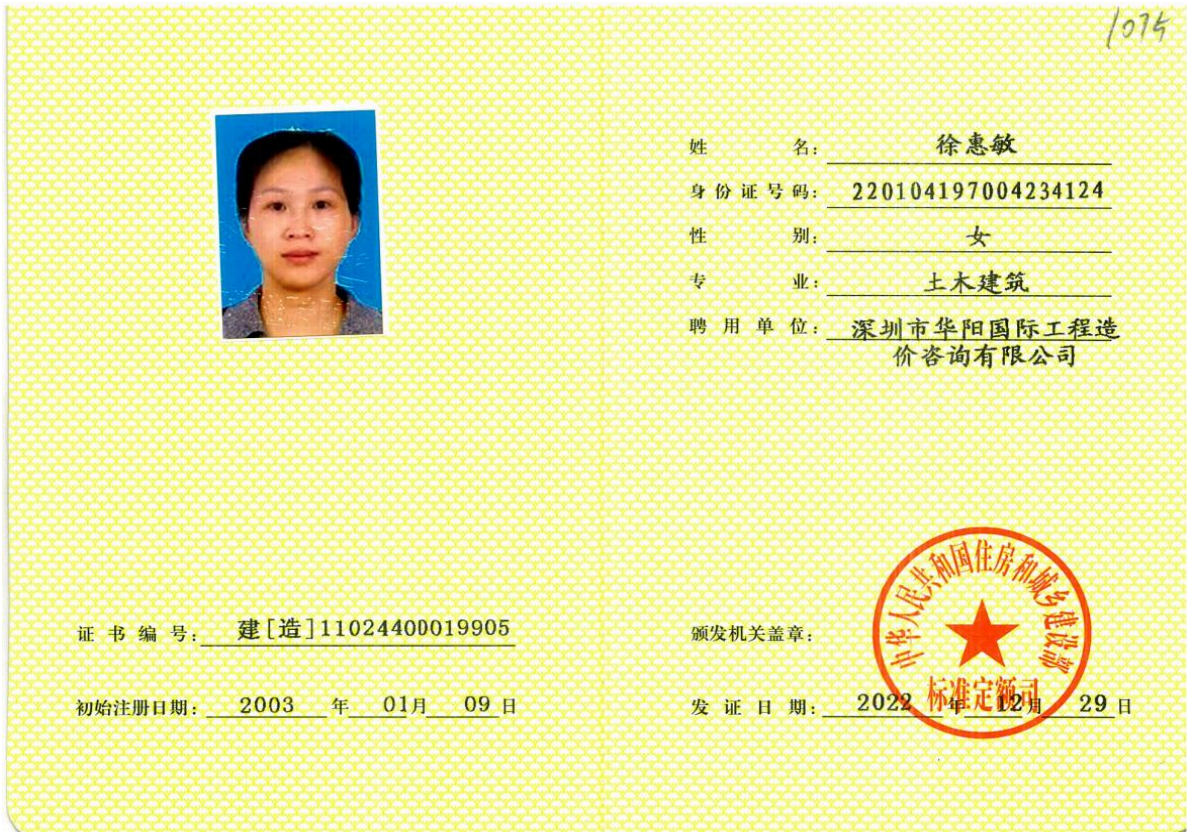 1075
姓名：徐惠敏
身份证号码：220104197004234124
性别：女
专业：土木建筑
聘用单位：深圳市华阳国际工程造
价咨询有限公司
证书编号：建[造]11024400019905
初始注册日期：2003年01月09日
颁发机关盖章：
中华人民共和国住房和城乡建设部
标准定额司
发证日期：2022年12月29日